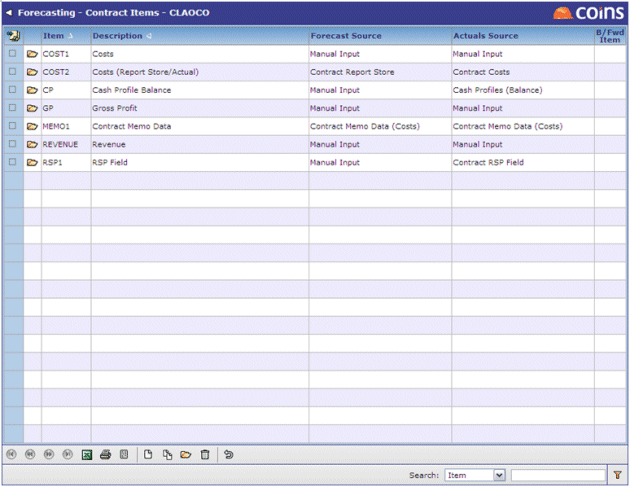 Forecasting - Contract Items - CLAOCO
COINS
Item Description Forecast Source Actuals Source B/Fwd Item
COST1 Costs Manual Input Manual Input
COST2 Costs (Report Store/Actual) Contract Report Store Contract Costs
CP Cash Profile Balance Manual Input Cash Profiles (Balance)
GP Gross Profit Manual Input Manual Input
MEMO1 Contract Memo Data Contract Memo Data (Costs) Contract Memo Data (Costs)
REVENUE Revenue Manual Input Manual Input
RSP1 RSP Field Manual Input Contract RSP Field
Search: Item